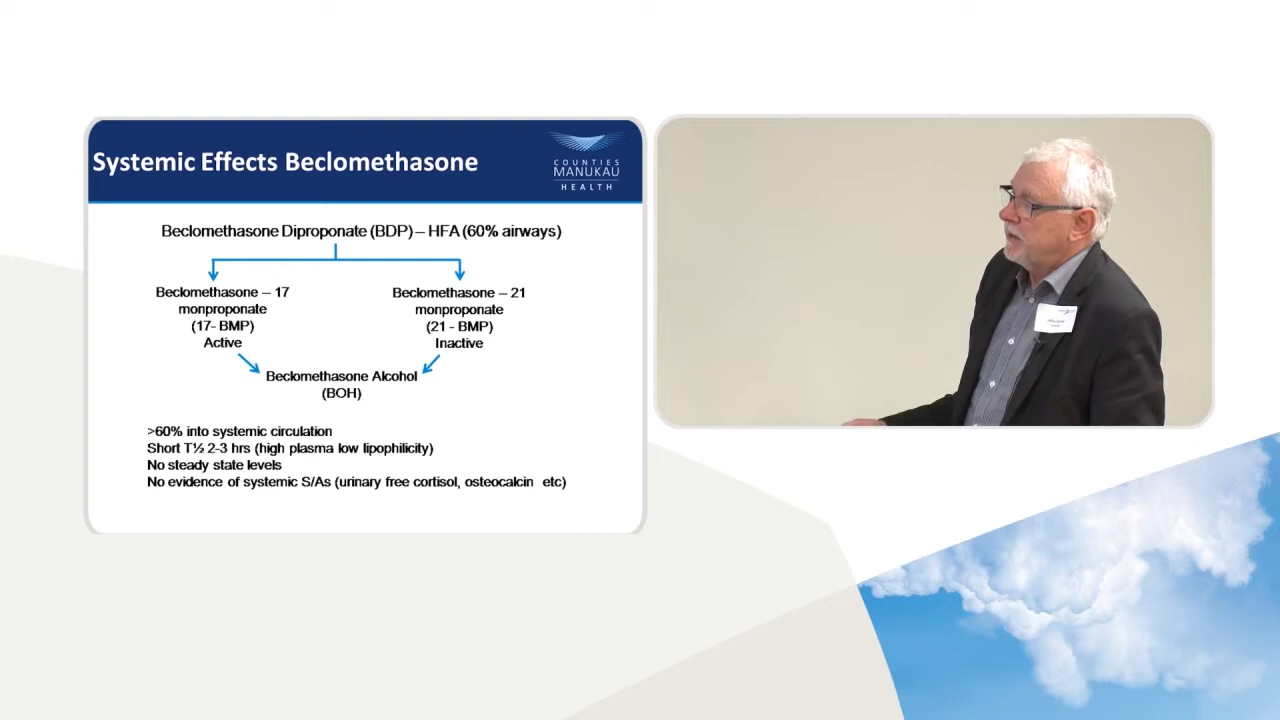 Systemic Effects Beclomethasone
COUNTIES
MANUKAU
HEALTH
Beclomethasone Diproponate (BDP) – HFA (60% airways)
Beclomethasone – 17
monproponate
(17- BMP)
Active
Beclomethasone – 21
monproponate
(21 - BMP)
Inactive
Beclomethasone Alcohol
(BOH)
>60% into systemic circulation
Short T½ 2-3 hrs (high plasma low lipophilicity)
No steady state levels
No evidence of systemic S/As (urinary free cortisol, osteocalcin etc)